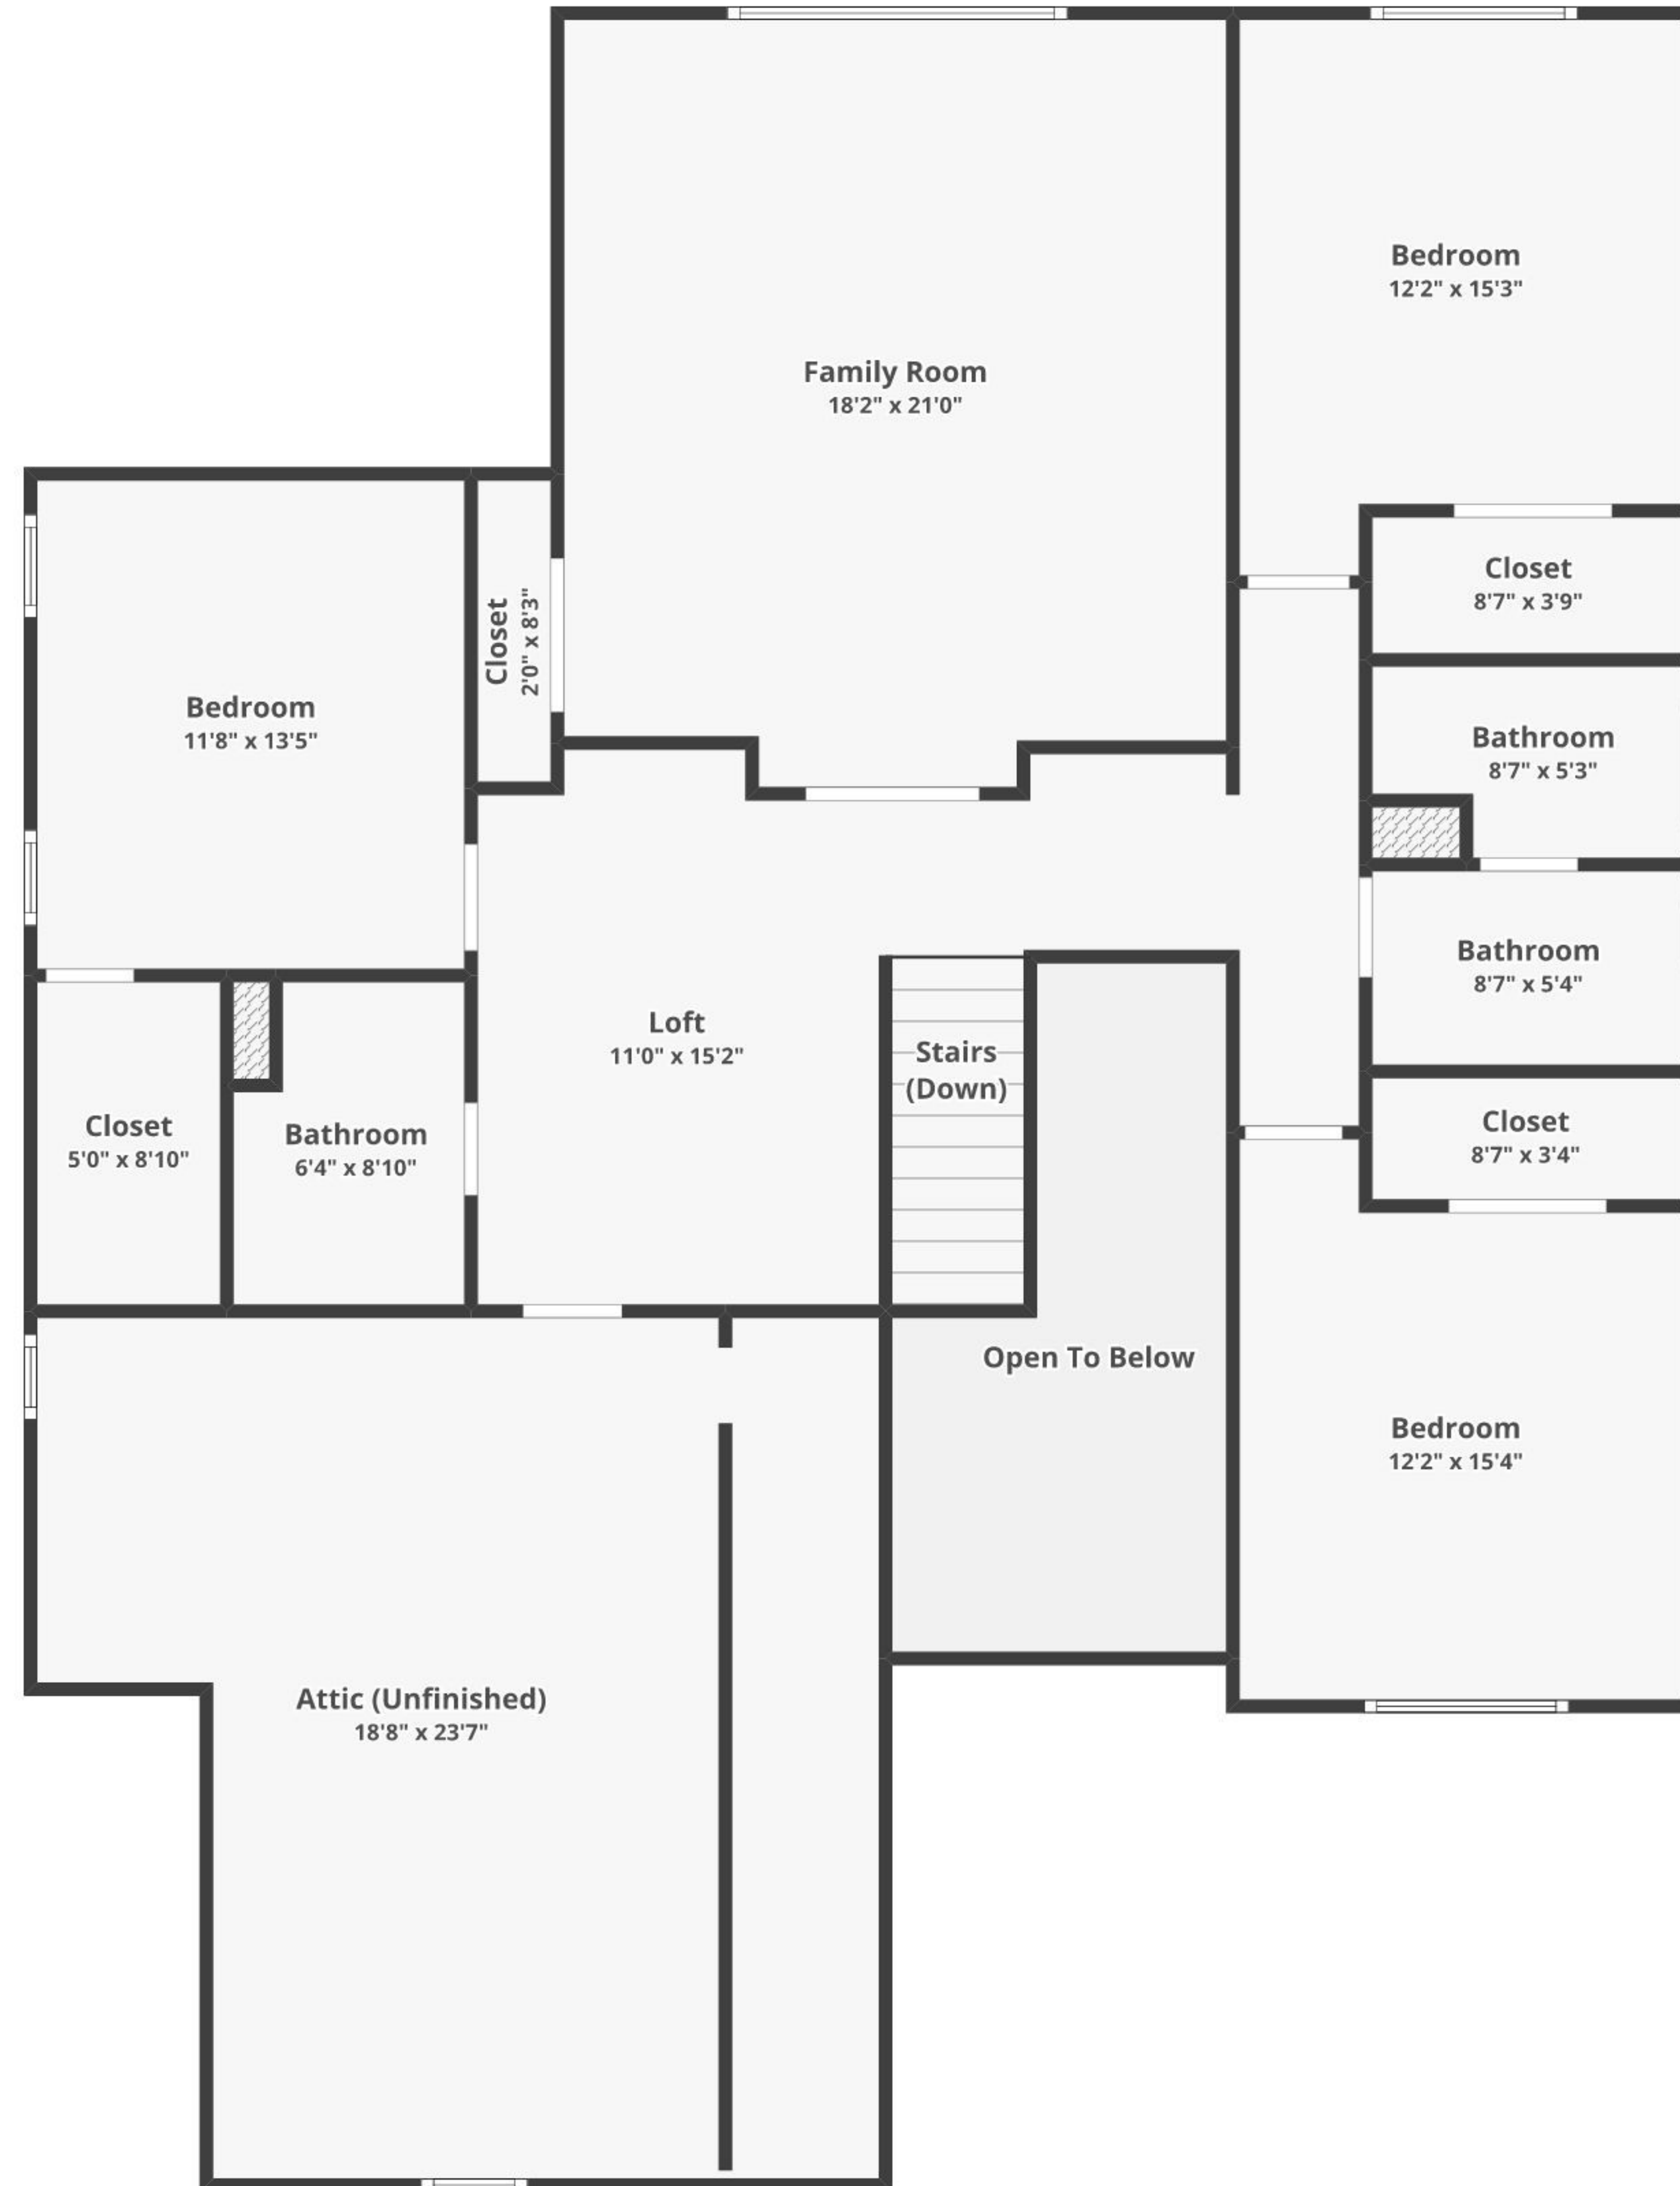 Bedroom
12'2" x 15'3"
Family Room
18'2" x 21'0"
Closet
8'7" x 3'9"
Closet
2'0" x 8'3"
Bedroom
11'8" x 13'5"
Bathroom
8'7" x 5'3"
Bathroom
8'7" x 5'4"
Loft
11'0" x 15'2"
Stairs
(Down)
Closet
5'0" x 8'10"
Bathroom
6'4" x 8'10"
Closet
8'7" x 3'4"
Open To Below
Bedroom
12'2" x 15'4"
Attic (Unfinished)
18'8" x 23'7"